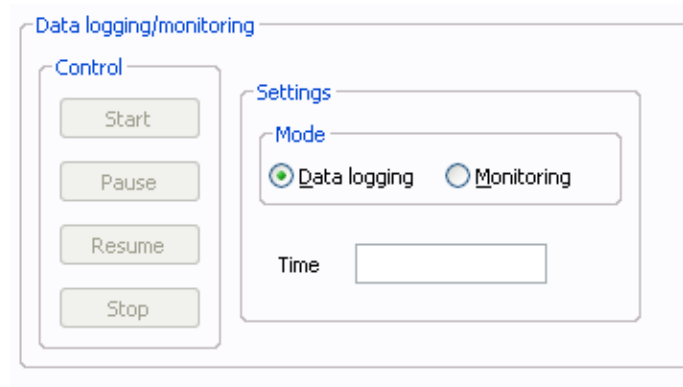 Data logging/monitoring
Control
Start
Pause
Resume
Stop
Settings
Mode
Data logging Monitoring
Time